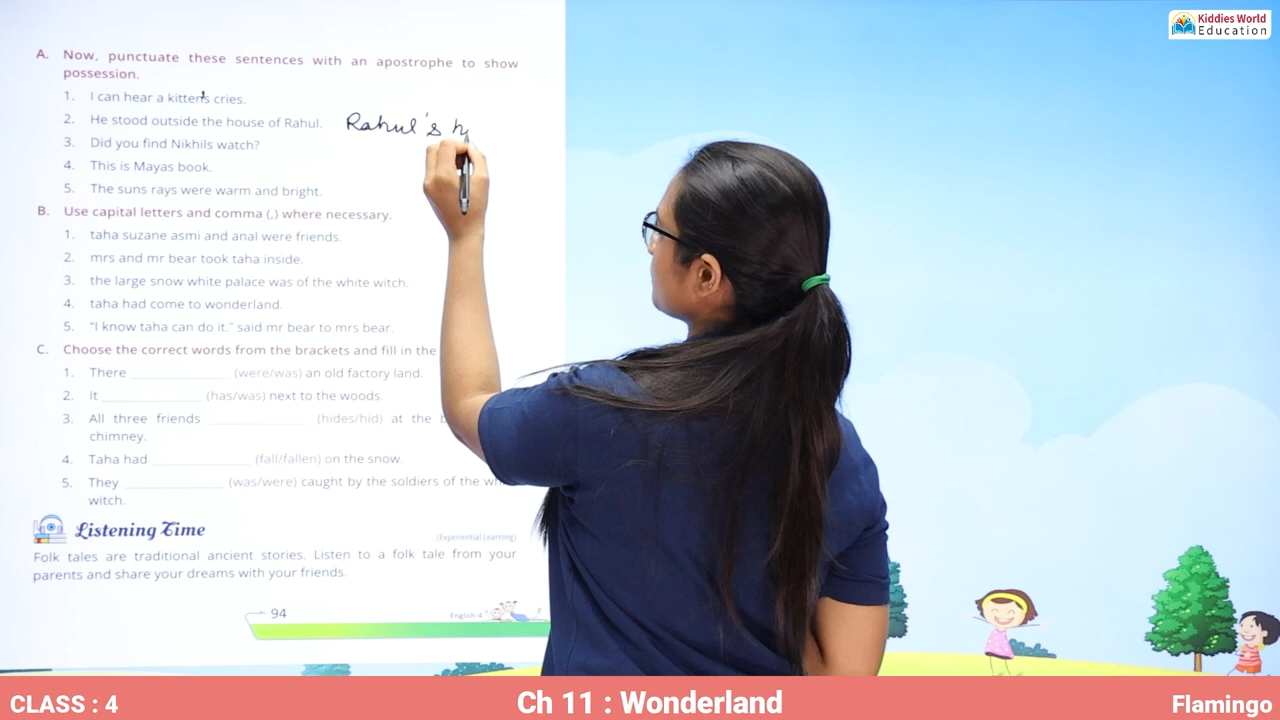 Kiddies World
Education
A. Now, punctuate these sentences with an apostrophe to show
possession.
1. I can hear a kitten's cries.
2. He stood outside the house of Rahul. Rahul's h
3. Did you find Nikhils watch?
4. This is Mayas book.
5. The suns rays were warm and bright.
B. Use capital letters and comma (,) where necessary.
1. taha suzane asmi and anal were friends.
2. mrs and mr bear took taha inside.
3. the large snow white palace was of the white witch.
4. taha had come to wonderland.
5. "I know taha can do it." said mr bear to mrs bear.
C. Choose the correct words from the brackets and fill in the
1. There ____________ (were/was) an old factory land.
2. It ____________ (has/was) next to the woods.
3. All three friends ____________ (hides/hid) at the
chimney.
4. Taha had ____________ (fall/fallen) on the snow.
5. They ____________ (was/were) caught by the soldiers of the
witch.
Listening Time
(Experiential Learning)
Folk tales are traditional ancient stories. Listen to a folk tale from your
parents and share your dreams with your friends.
94
English-4
CLASS : 4
Ch 11 : Wonderland
Flamingo